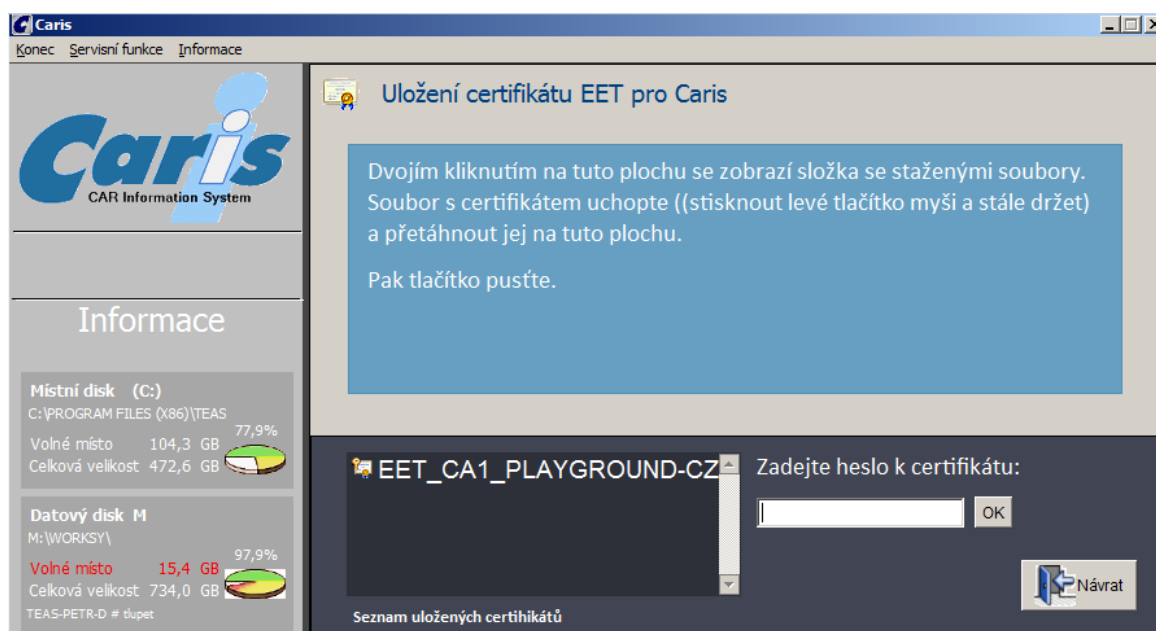 Caris
Konec Servisní funkce Informace
Caris
CAR Information System
Informace
Místní disk (C:)
C:\PROGRAM FILES (X86)\TEAS
77,9%
Volné místo 104,3 GB
Celková velikost 472,6 GB
Datový disk M
M:\WORKSY\
97,9%
Volné místo 15,4 GB
Celková velikost 734,0 GB
TEAS-PETR-D # tlupet
Uložení certifikátu EET pro Caris
Dvojím kliknutím na tuto plochu se zobrazí složka se staženými soubory.
Soubor s certifikátem uchopte ((stisknout levé tlačítko myši a stále držet)
a přetáhnout jej na tuto plochu.
Pak tlačítko pusťte.
EET_CA1_PLAYGROUND-CZ
Seznam uložených certihikátů
Zadejte heslo k certifikátu:
OK
Návrat